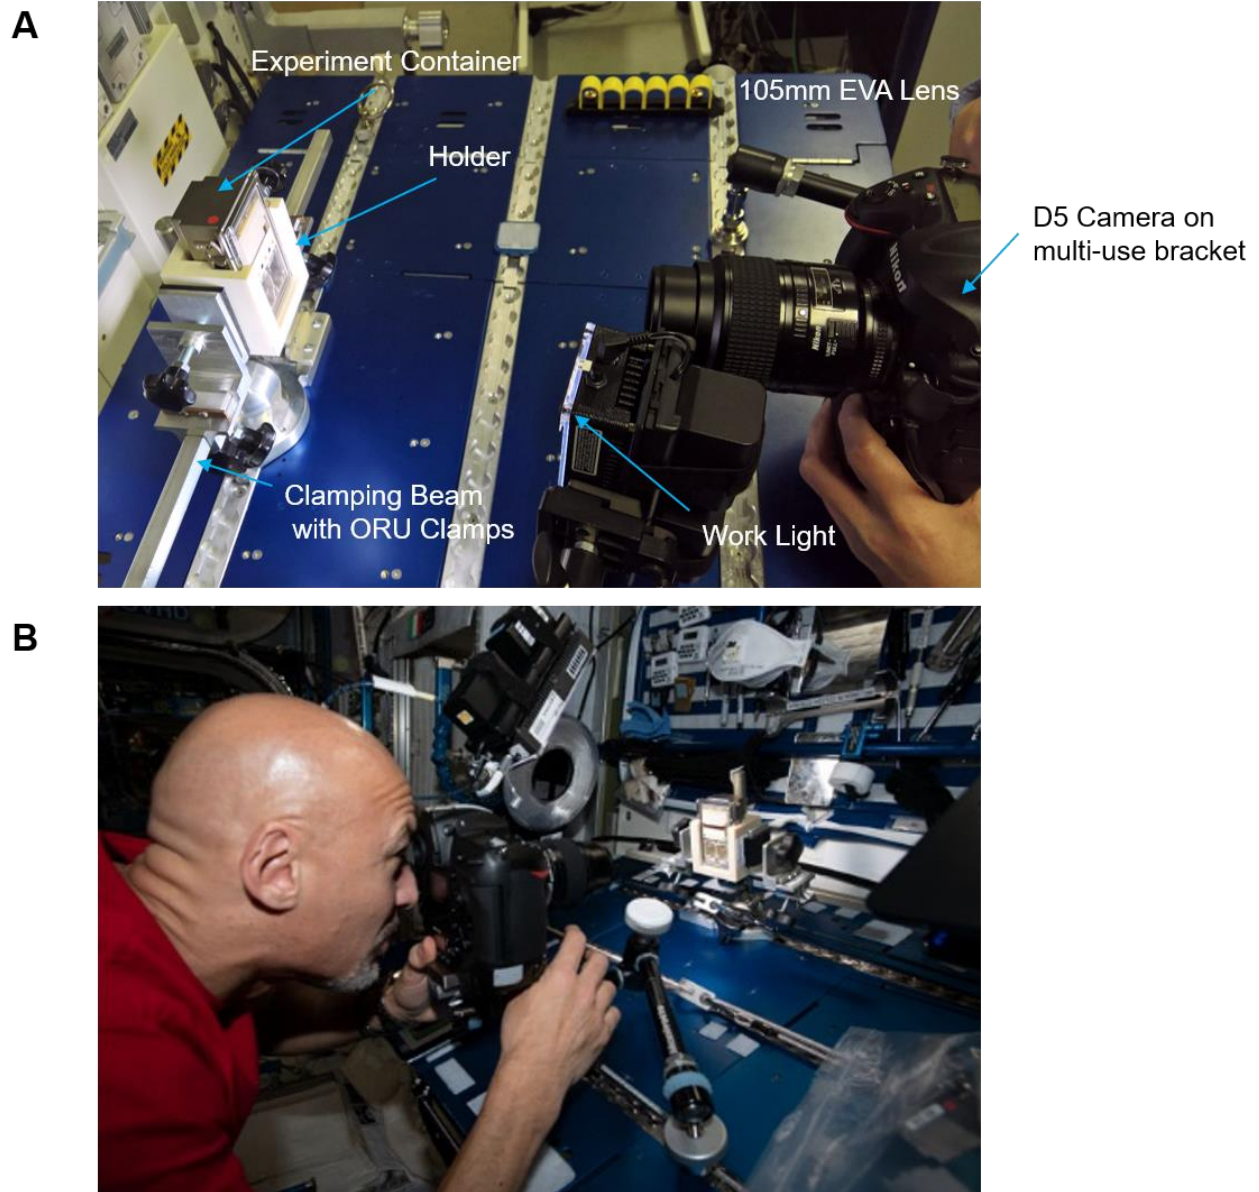 A
Experiment Container
105mm EVA Lens
Holder
D5 Camera on
multi-use bracket
Nikon
Nikon
Clamping Beam
with ORU Clamps
Work Light
B